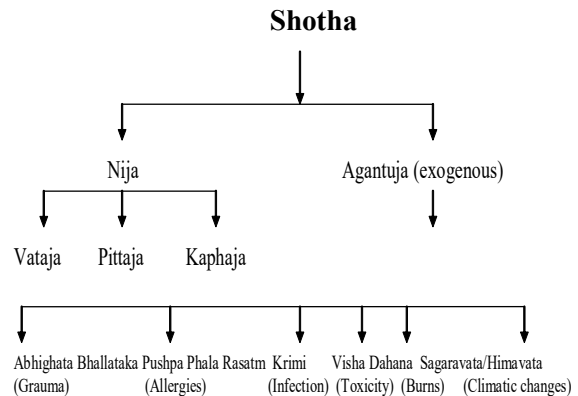 Shotha
Nija Agantuja (exogenous)
Vataja Pittaja Kaphaja
Abhighata Bhallataka Pushpa Phala Rasatm Krimi Visha Dahana Sagaravata/Himavata
(Grauma) (Allergies) (Infection) (Toxicity) (Burns) (Climatic changes)